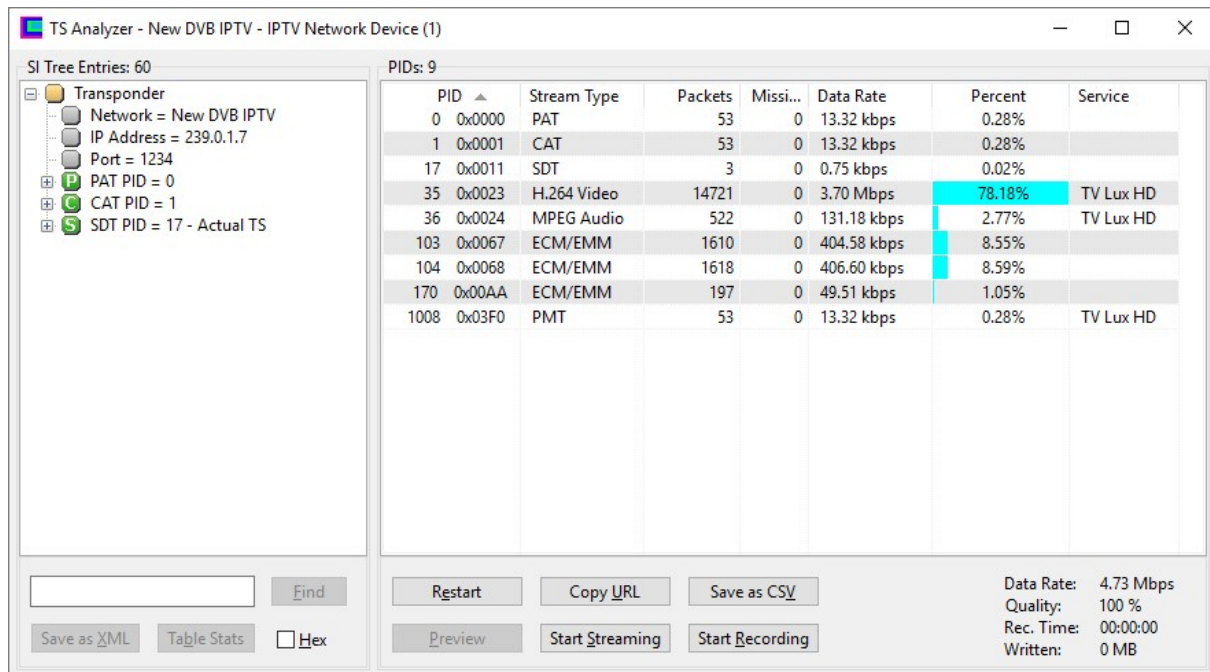 TS Analyzer - New DVB IPTV - IPTV Network Device (1)
SI Tree Entries: 60
Transponder
Network = New DVB IPTV
IP Address = 239.0.1.7
Port = 1234
P PAT PID = 0
C CAT PID = 1
S SDT PID = 17 - Actual TS
Find
Save as XML Table Stats Hex
PIDs: 9
PID Stream Type Packets Missi... Data Rate Percent Service
0 0x0000 PAT 53 0 13.32 kbps 0.28%
1 0x0001 CAT 53 0 13.32 kbps 0.28%
17 0x0011 SDT 3 0 0.75 kbps 0.02%
35 0x0023 H.264 Video 14721 0 3.70 Mbps 78.18% TV Lux HD
36 0x0024 MPEG Audio 522 0 131.18 kbps 2.77% TV Lux HD
103 0x0067 ECM/EMM 1610 0 404.58 kbps 8.55%
104 0x0068 ECM/EMM 1618 0 406.60 kbps 8.59%
170 0x00AA ECM/EMM 197 0 49.51 kbps 1.05%
1008 0x03F0 PMT 53 0 13.32 kbps 0.28% TV Lux HD
Restart Copy URL Save as CSV
Preview Start Streaming Start Recording
Data Rate: 4.73 Mbps
Quality: 100 %
Rec. Time: 00:00:00
Written: 0 MB